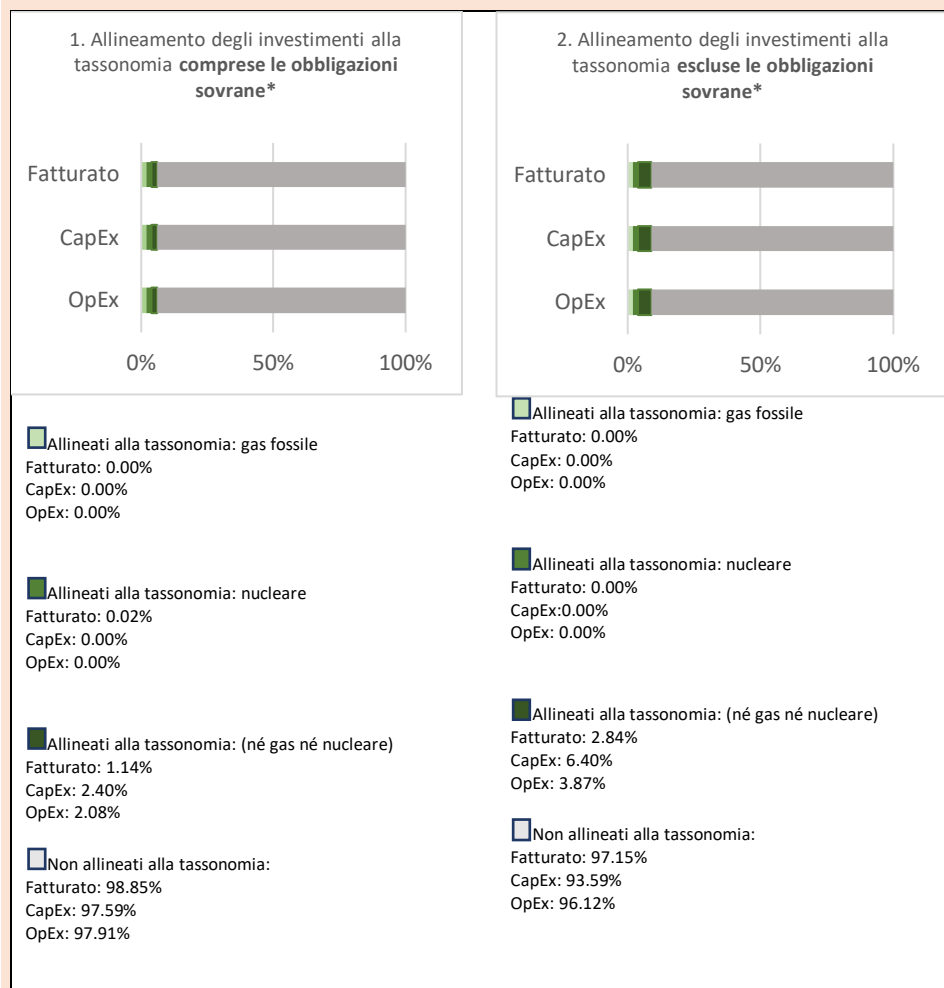 1. Allineamento degli investimenti alla
tassonomia comprese le obbligazioni
sovrane*
Fatturato
CapEx
OpEx
0%
50%
100%
Allineati alla tassonomia: gas fossile
Fatturato: 0.00%
CapEx: 0.00%
OpEx: 0.00%
Allineati alla tassonomia: nucleare
Fatturato: 0.02%
CapEx: 0.00%
OpEx: 0.00%
Allineati alla tassonomia: (né gas né nucleare)
Fatturato: 1.14%
CapEx: 2.40%
OpEx: 2.08%
Non allineati alla tassonomia:
Fatturato: 98.85%
CapEx: 97.59%
OpEx: 97.91%
2. Allineamento degli investimenti alla
tassonomia escluse le obbligazioni
sovrane*
Fatturato
CapEx
OpEx
0%
50%
100%
Allineati alla tassonomia: gas fossile
Fatturato: 0.00%
CapEx: 0.00%
OpEx: 0.00%
Allineati alla tassonomia: nucleare
Fatturato: 0.00%
CapEx:0.00%
OpEx: 0.00%
Allineati alla tassonomia: (né gas né nucleare)
Fatturato: 2.84%
CapEx: 6.40%
OpEx: 3.87%
Non allineati alla tassonomia:
Fatturato: 97.15%
CapEx: 93.59%
OpEx: 96.12%